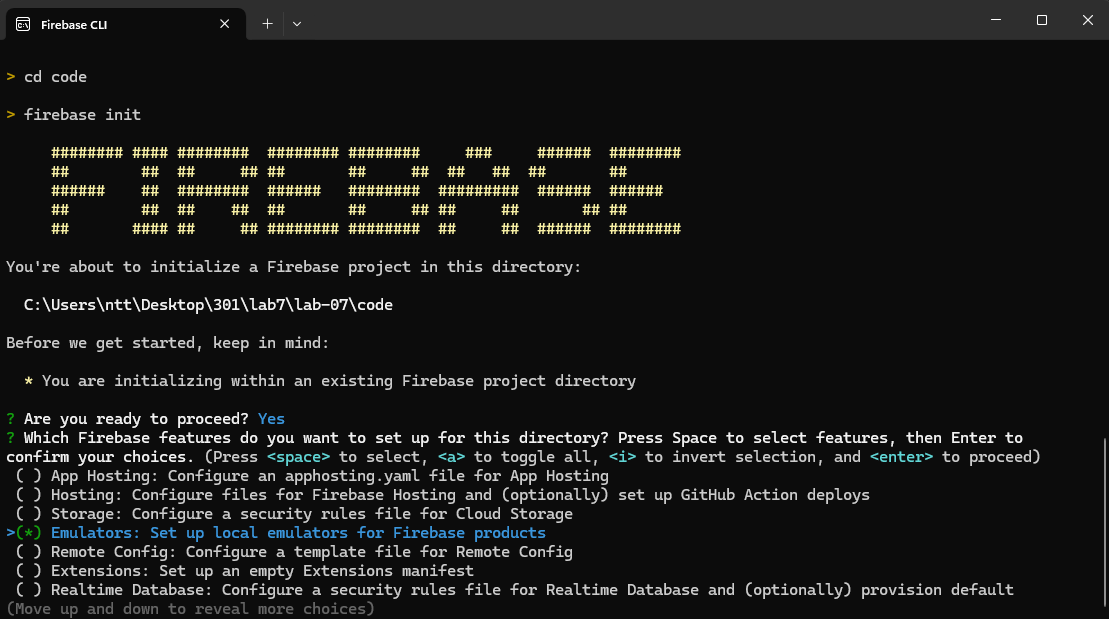 Firebase CLI
> cd code
> firebase init
######## #### ########  ######## ########     ###     ######  ########
##        ##  ##     ## ##       ##     ##  ##   ##  ##       ##
######    ##  ########  ######   ########  #########  ######  ######
##        ##  ##    ##  ##       ##     ## ##     ##       ## ##
##       #### ##     ## ######## ########  ##     ##  ######  ########
You're about to initialize a Firebase project in this directory:
C:\Users\ntt\Desktop\301\lab7\lab-07\code
Before we get started, keep in mind:
* You are initializing within an existing Firebase project directory
? Are you ready to proceed? Yes
? Which Firebase features do you want to set up for this directory? Press Space to select features, then Enter to
confirm your choices. (Press <space> to select, <a> to toggle all, <i> to invert selection, and <enter> to proceed)
( ) App Hosting: Configure an apphosting.yaml file for App Hosting
( ) Hosting: Configure files for Firebase Hosting and (optionally) set up GitHub Action deploys
( ) Storage: Configure a security rules file for Cloud Storage
>(*) Emulators: Set up local emulators for Firebase products
( ) Remote Config: Configure a template file for Remote Config
( ) Extensions: Set up an empty Extensions manifest
( ) Realtime Database: Configure a security rules file for Realtime Database and (optionally) provision default
(Move up and down to reveal more choices)